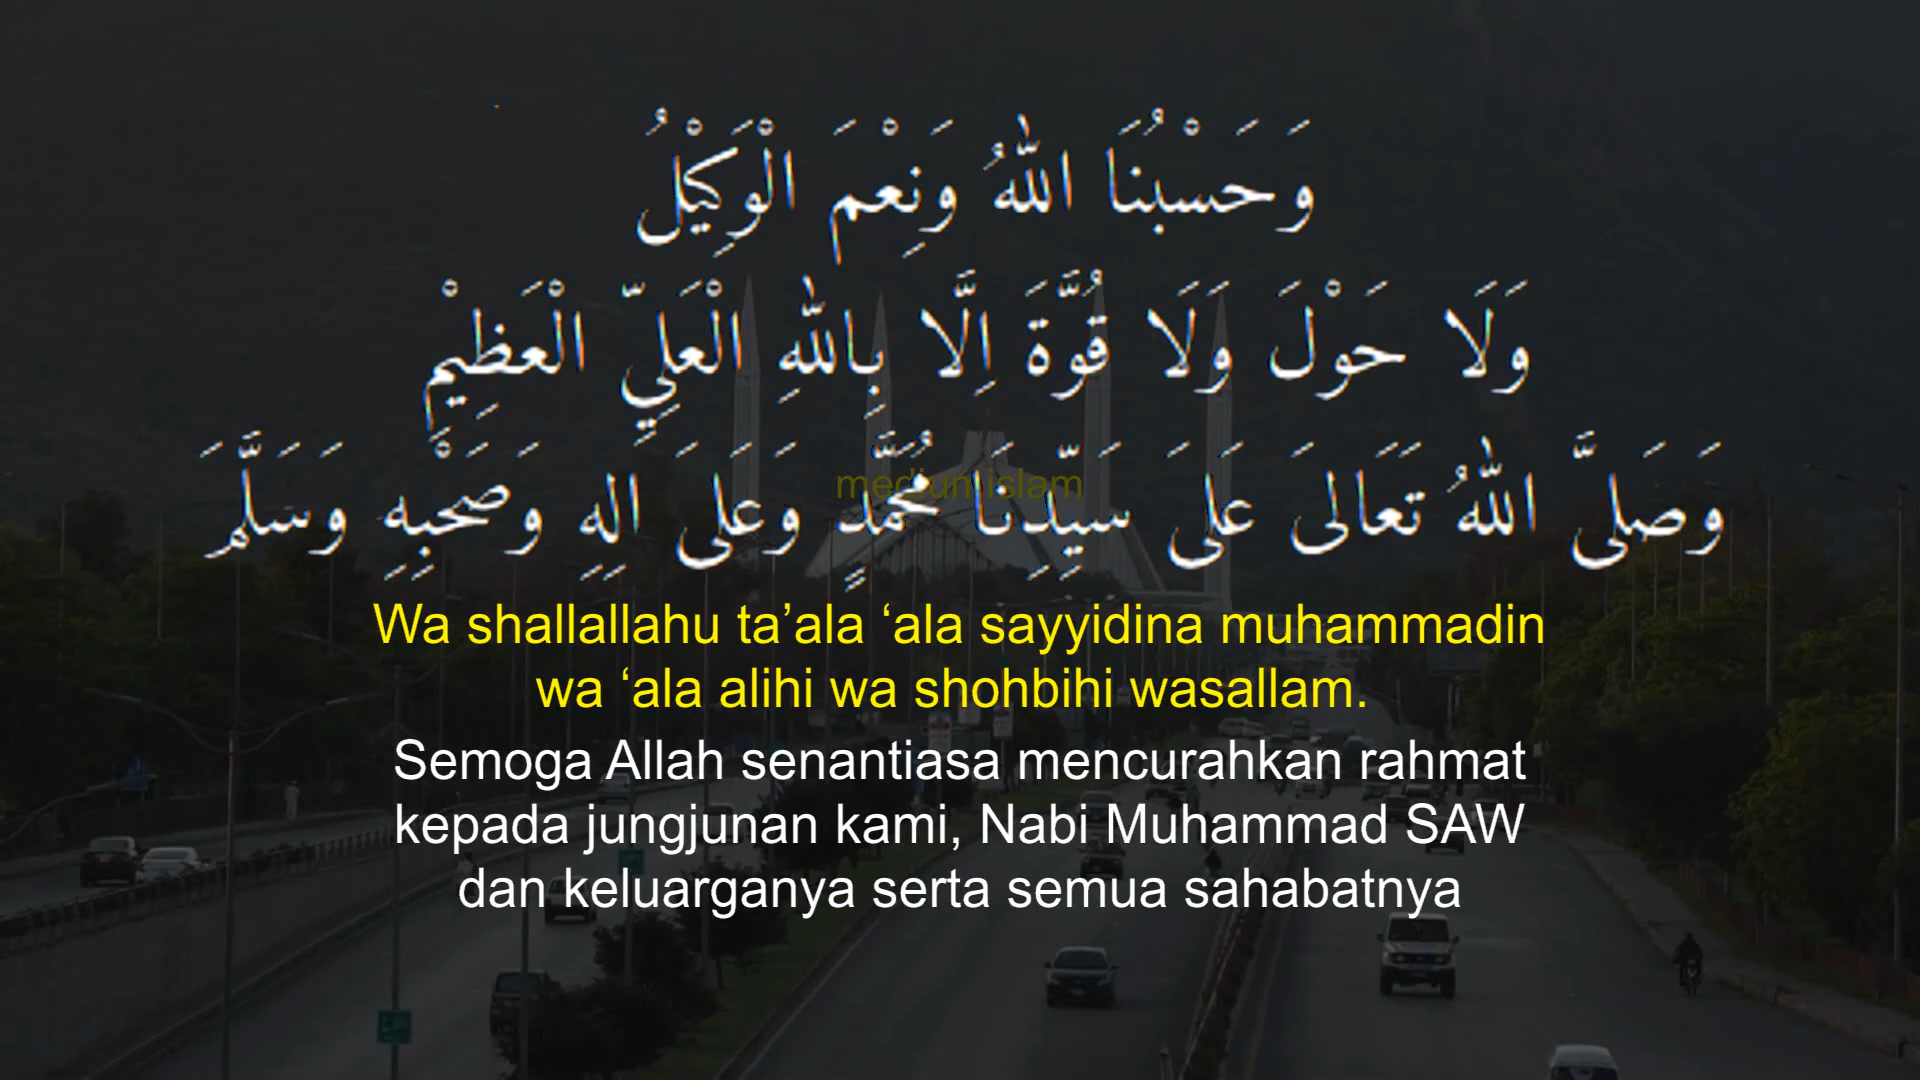 وَحَسْبُنَا اللهُ وَنِعْمَ الْوَكِيْلُ
وَلَا حَوْلَ وَلَا قُوَّةَ اِلَّا بِاللهِ الْعَلِيِّ الْعَظِيْمِ
وَصَلَّى اللهُ تَعَالَى عَلَى سَيِّدِنَا مُحَمَّدٍ وَعَلَى اٰلِهِ وَصَحْبِهِ وَسَلَّمَ
medium islam
Wa shallallahu ta’ala ‘ala sayyidina muhammadin
wa ‘ala alihi wa shohbihi wasallam.
Semoga Allah senantiasa mencurahkan rahmat
kepada jungjunan kami, Nabi Muhammad SAW
dan keluarganya serta semua sahabatnya